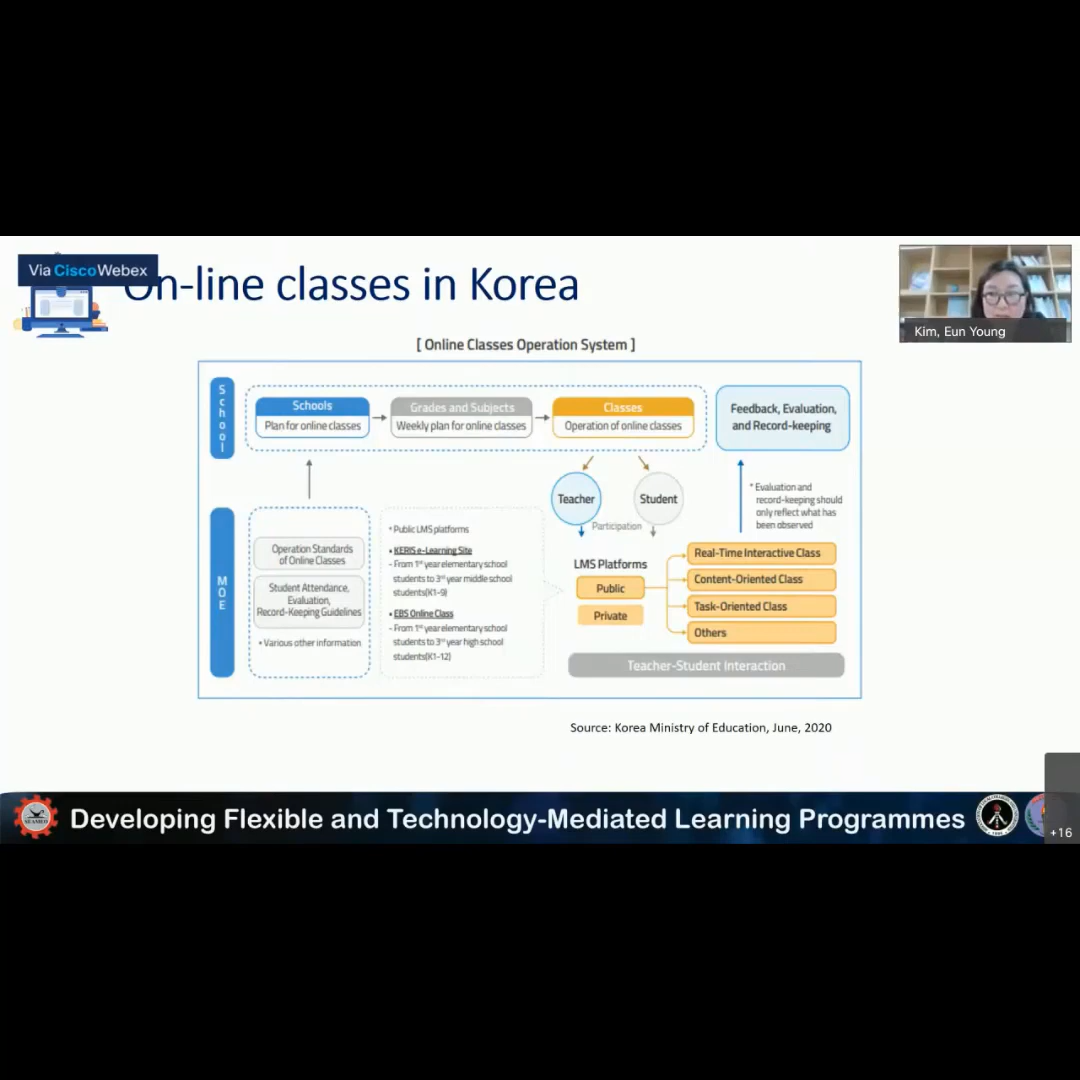 Via CiscoWebex
On-line classes in Korea
Kim, Eun Young
[ Online Classes Operation System ]
School
Schools
Plan for online classes
Grades and Subjects
Weekly plan for online classes
Classes
Operation of online classes
Feedback, Evaluation,
and Record-keeping
Teacher
Student
Participation
* Evaluation and
record-keeping should
only reflect what has
been observed
MOE
Operation Standards
of Online Classes
Student Attendance,
Evaluation,
Record-Keeping Guidelines
• Various other information
* Public LMS platforms
• KERIS e-Learning Site
- From 1st year elementary school
students to 3rd year middle school
students(K1-9)
• EBS Online Class
- From 1st year elementary school
students to 3rd year high school
students(K1-12)
LMS Platforms
Public
Private
Real-Time Interactive Class
Content-Oriented Class
Task-Oriented Class
Others
Teacher-Student Interaction
Source: Korea Ministry of Education, June, 2020
SEAMEO
Developing Flexible and Technology-Mediated Learning Programmes
+16